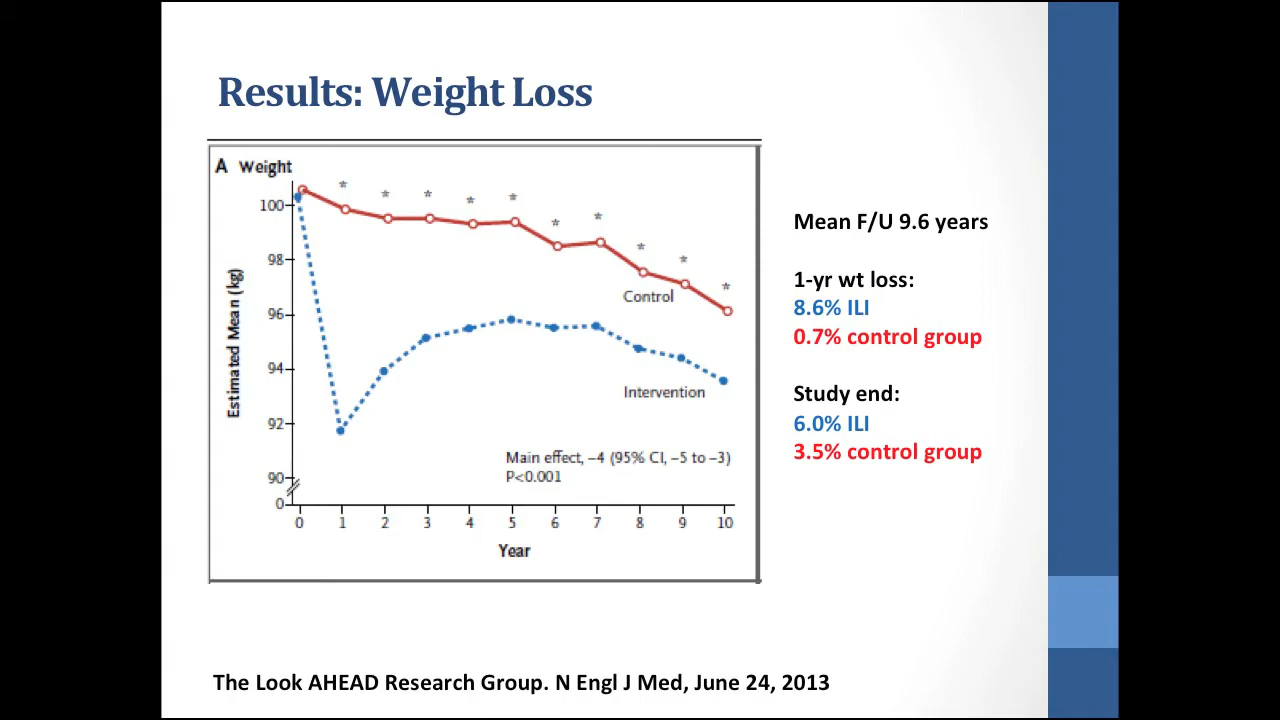 Results: Weight Loss
A Weight
* * * * * * * * * *
100
98
96
94
92
90
0
Estimated Mean (kg)
Control
Intervention
Main effect, –4 (95% CI, –5 to –3)
P<0.001
0 1 2 3 4 5 6 7 8 9 10
Year
Mean F/U 9.6 years
1-yr wt loss:
8.6% ILI
0.7% control group
Study end:
6.0% ILI
3.5% control group
The Look AHEAD Research Group. N Engl J Med, June 24, 2013